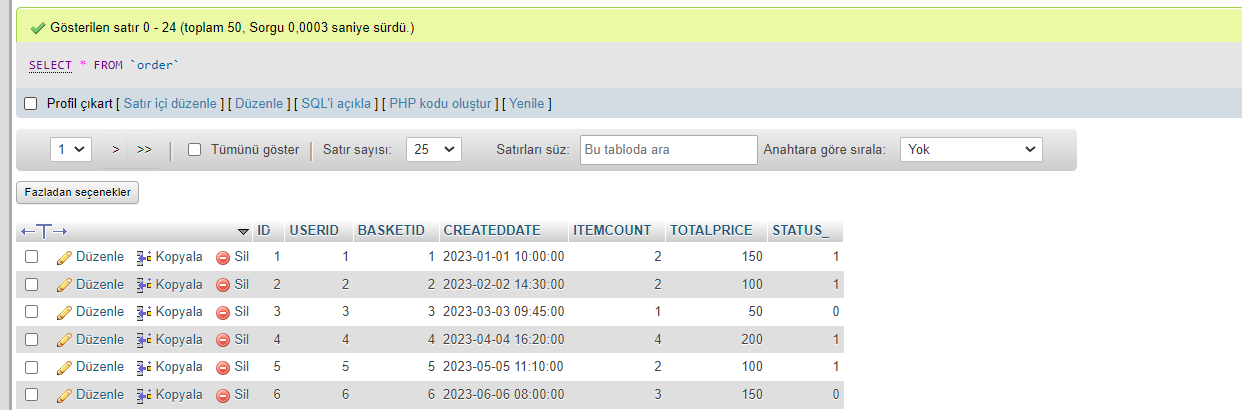 Gösterilen satır 0 - 24 (toplam 50, Sorgu 0,0003 saniye sürdü.)
SELECT * FROM `order`
Profil çıkart [ Satır içi düzenle ] [ Düzenle ] [ SQL'i açıkla ] [ PHP kodu oluştur ] [ Yenile ]
1 > >> | Tümünü göster | Satır sayısı: 25 Satırları süz: Bu tabloda ara Anahtara göre sırala: Yok
Fazladan seçenekler
←T→ ID USERID BASKETID CREATEDDATE ITEMCOUNT TOTALPRICE STATUS_
Düzenle Kopyala Sil 1 1 1 2023-01-01 10:00:00 2 150 1
Düzenle Kopyala Sil 2 2 2 2023-02-02 14:30:00 2 100 1
Düzenle Kopyala Sil 3 3 3 2023-03-03 09:45:00 1 50 0
Düzenle Kopyala Sil 4 4 4 2023-04-04 16:20:00 4 200 1
Düzenle Kopyala Sil 5 5 5 2023-05-05 11:10:00 2 100 1
Düzenle Kopyala Sil 6 6 6 2023-06-06 08:00:00 3 150 0